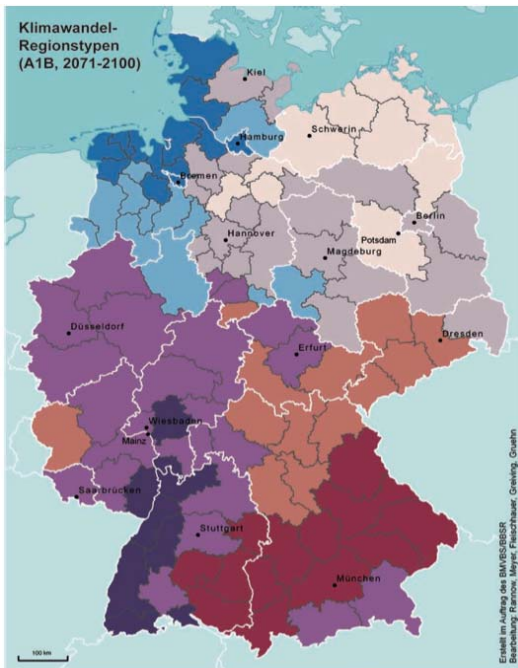 Klimawandel-
Regionstypen
(A1B, 2071-2100)
Kiel
Schwerin
Hamburg
Bremen
Berlin
Potsdam
Hannover
Magdeburg
Düsseldorf
Dresden
Erfurt
Wiesbaden
Mainz
Saarbrücken
Stuttgart
München
100 km
Erstellt im Auftrag des BMVBS/BBSR
Bearbeitung: Rannow, Meyer, Fleischhauer, Greiving, Gruehn